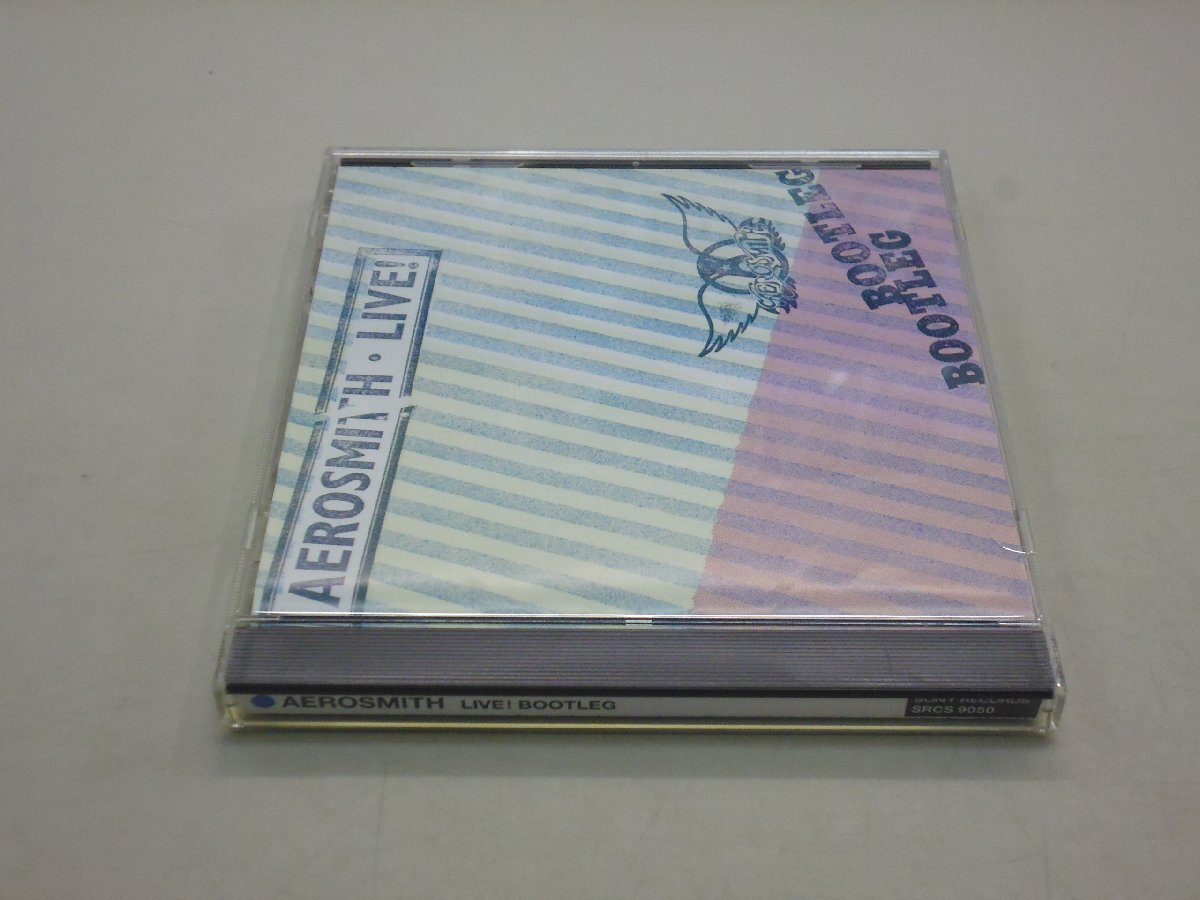 AEROSMITH • LIVE!
AEROSMITH
BOOTLEG
BOOTLEG
AEROSMITH LIVE! BOOTLEG
SONY RECORDS
SRCS 9050